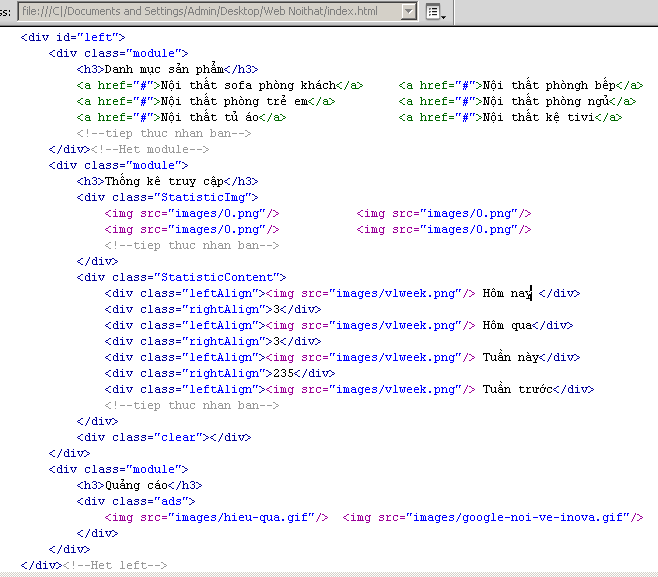 ss: file:///C|/Documents and Settings/Admin/Desktop/Web Noithat/index.html
<div id="left">
<div class="module">
<h3>Danh mục sản phẩm</h3>
<a href="#">Nội thất sofa phòng khách</a> <a href="#">Nội thất phòngh bếp</a>
<a href="#">Nội thất phòng trẻ em</a> <a href="#">Nội thất phòng ngủ</a>
<a href="#">Nội thất tủ áo</a> <a href="#">Nội thất kệ tivi</a>
<!--tiep thuc nhan ban-->
</div><!--Het module-->
<div class="module">
<h3>Thống kê truy cập</h3>
<div class="StatisticImg">
<img src="images/0.png"/> <img src="images/0.png"/>
<img src="images/0.png"/> <img src="images/0.png"/>
<!--tiep thuc nhan ban-->
</div>
<div class="StatisticContent">
<div class="leftAlign"><img src="images/vlweek.png"/> Hôm nay </div>
<div class="rightAlign">3</div>
<div class="leftAlign"><img src="images/vlweek.png"/> Hôm qua</div>
<div class="rightAlign">3</div>
<div class="leftAlign"><img src="images/vlweek.png"/> Tuần này</div>
<div class="rightAlign">235</div>
<div class="leftAlign"><img src="images/vlweek.png"/> Tuần trước</div>
<!--tiep thuc nhan ban-->
</div>
<div class="clear"></div>
</div>
<div class="module">
<h3>Quảng cáo</h3>
<div class="ads">
<img src="images/hieu-qua.gif"/> <img src="images/google-noi-ve-inova.gif"/>
</div>
</div>
</div><!--Het left-->